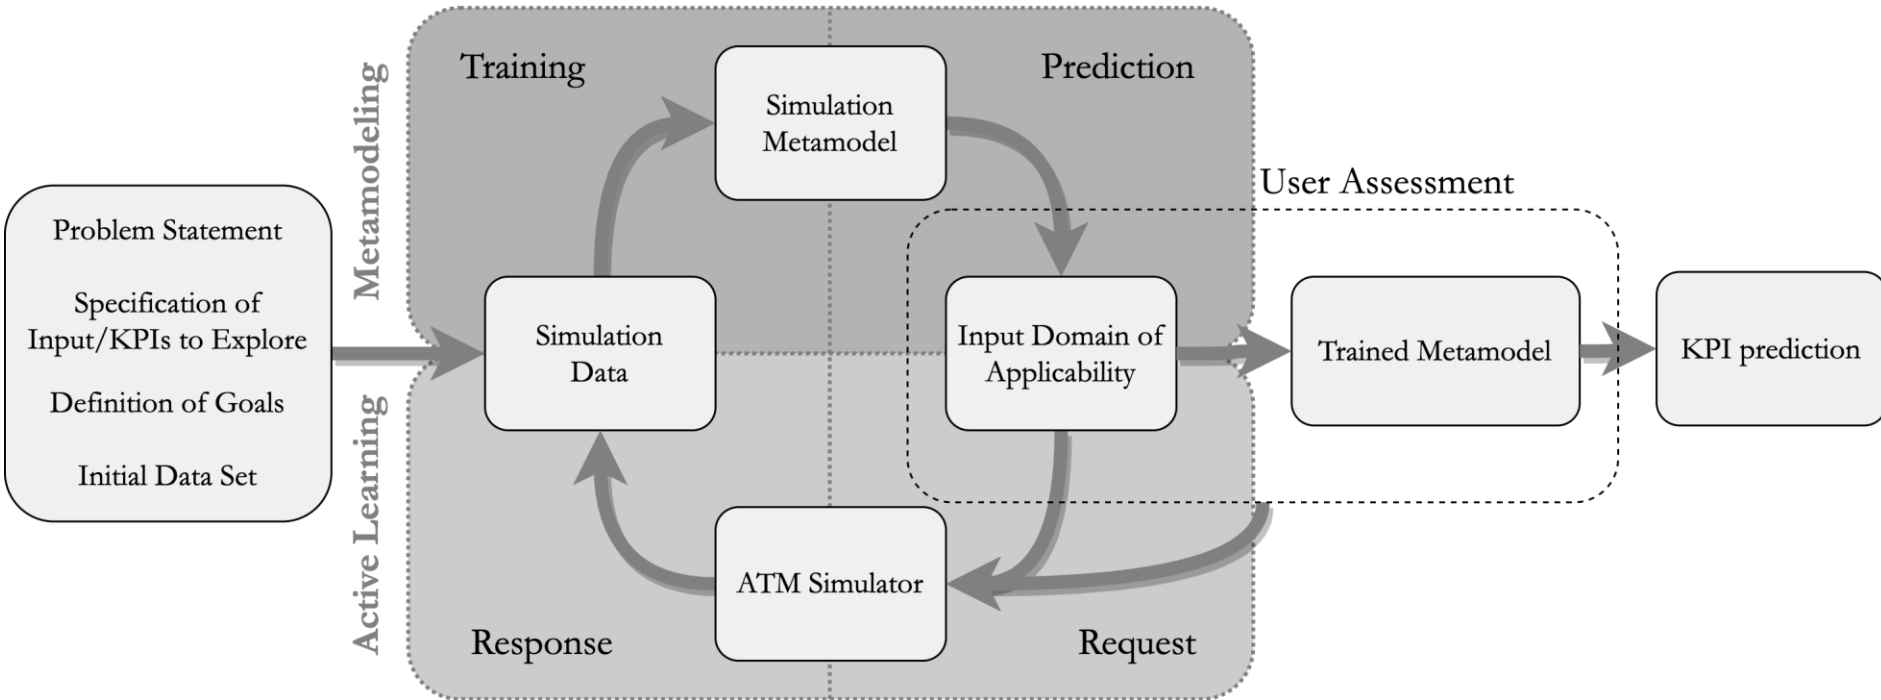 Problem Statement
Specification of
Input/KPIs to Explore
Definition of Goals
Initial Data Set
Metamodeling
Active Learning
Training
Prediction
Simulation
Metamodel
User Assessment
Simulation
Data
Input Domain of
Applicability
Trained Metamodel
KPI prediction
ATM Simulator
Response
Request